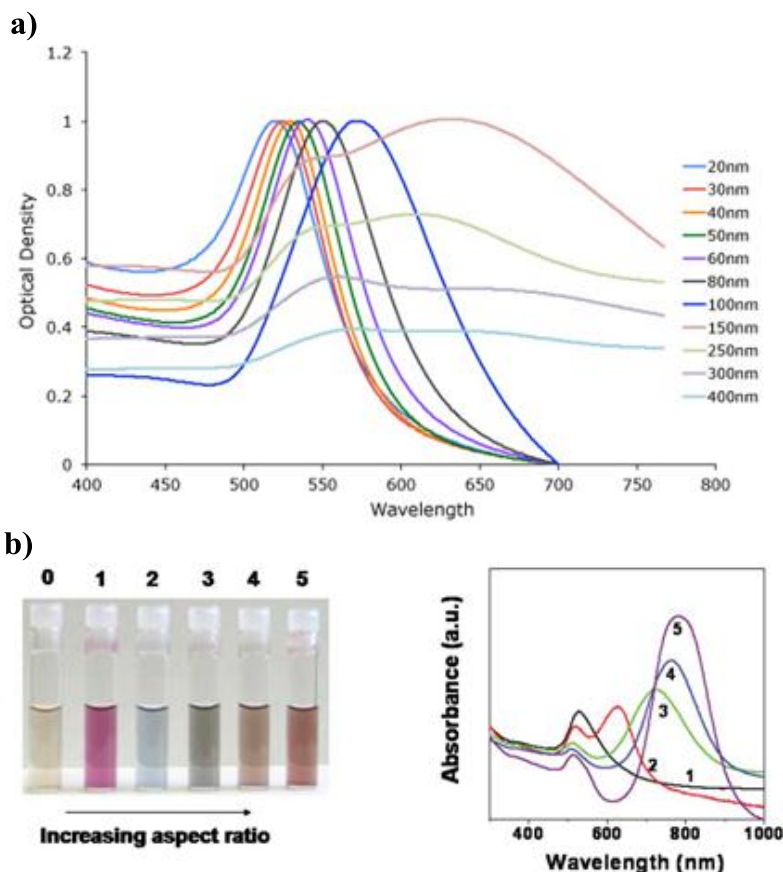 a)
1.2
1
0.8
0.6
0.4
0.2
0
Optical Density
400 450 500 550 600 650 700 750 800
Wavelength
20nm
30nm
40nm
50nm
60nm
80nm
100nm
150nm
250nm
300nm
400nm
b)
0 1 2 3 4 5
Increasing aspect ratio
Absorbance (a.u.)
5
4
3
2
1
400 600 800 1000
Wavelength (nm)